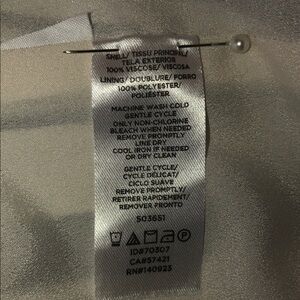 SHELL/ TISSU PRINCIPAL/
TELA EXTERIOR
100% VISCOSE/ VISCOSA
LINING/ DOUBLURE/ FORRO
100% POLYESTER/
POLIÉSTER
MACHINE WASH COLD
GENTLE CYCLE
ONLY NON-CHLORINE
BLEACH WHEN NEEDED
REMOVE PROMPTLY
LINE DRY
COOL IRON IF NEEDED
OR DRY CLEAN
GENTLE CYCLE/
CYCLE DÉLICAT/
CICLO SUAVE
REMOVE PROMPTLY/
RETIRER RAPIDEMENT/
REMOVER PRONTO
503651
ID#70307
CA#57421
RN#140923